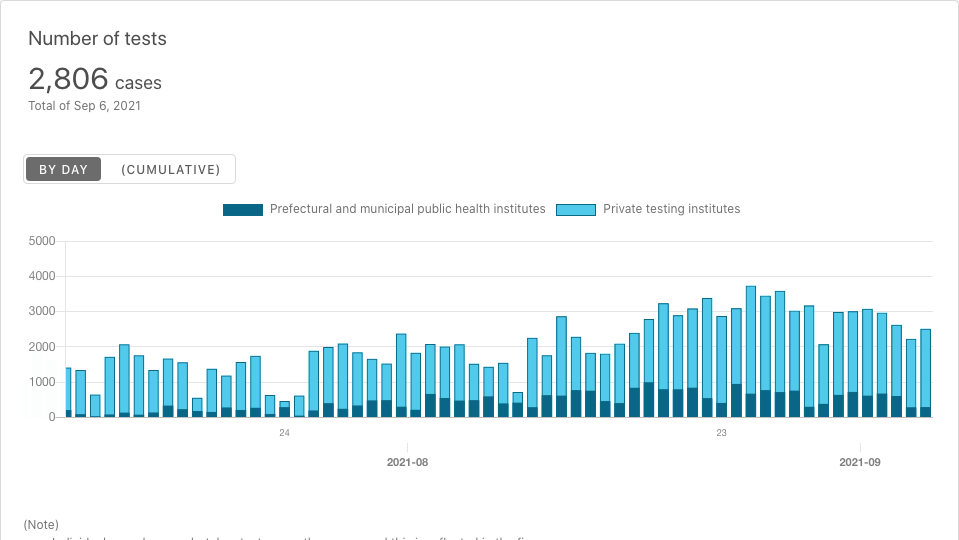 Number of tests
2,806 cases
Total of Sep 6, 2021
BY DAY (CUMULATIVE)
Prefectural and municipal public health institutes Private testing institutes
5000
4000
3000
2000
1000
0
24 23
2021-08 2021-09
(Note)